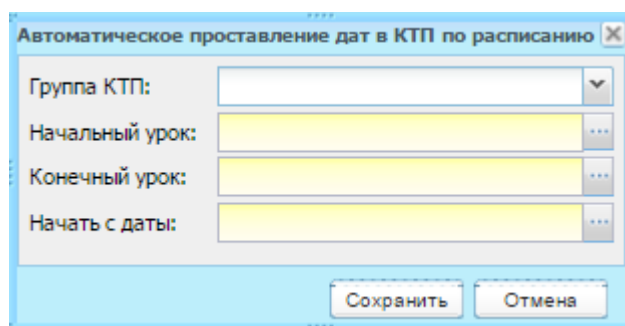 Автоматическое проставление дат в КТП по расписанию
Группа КТП:
Начальный урок:
Конечный урок:
Начать с даты:
Сохранить Отмена